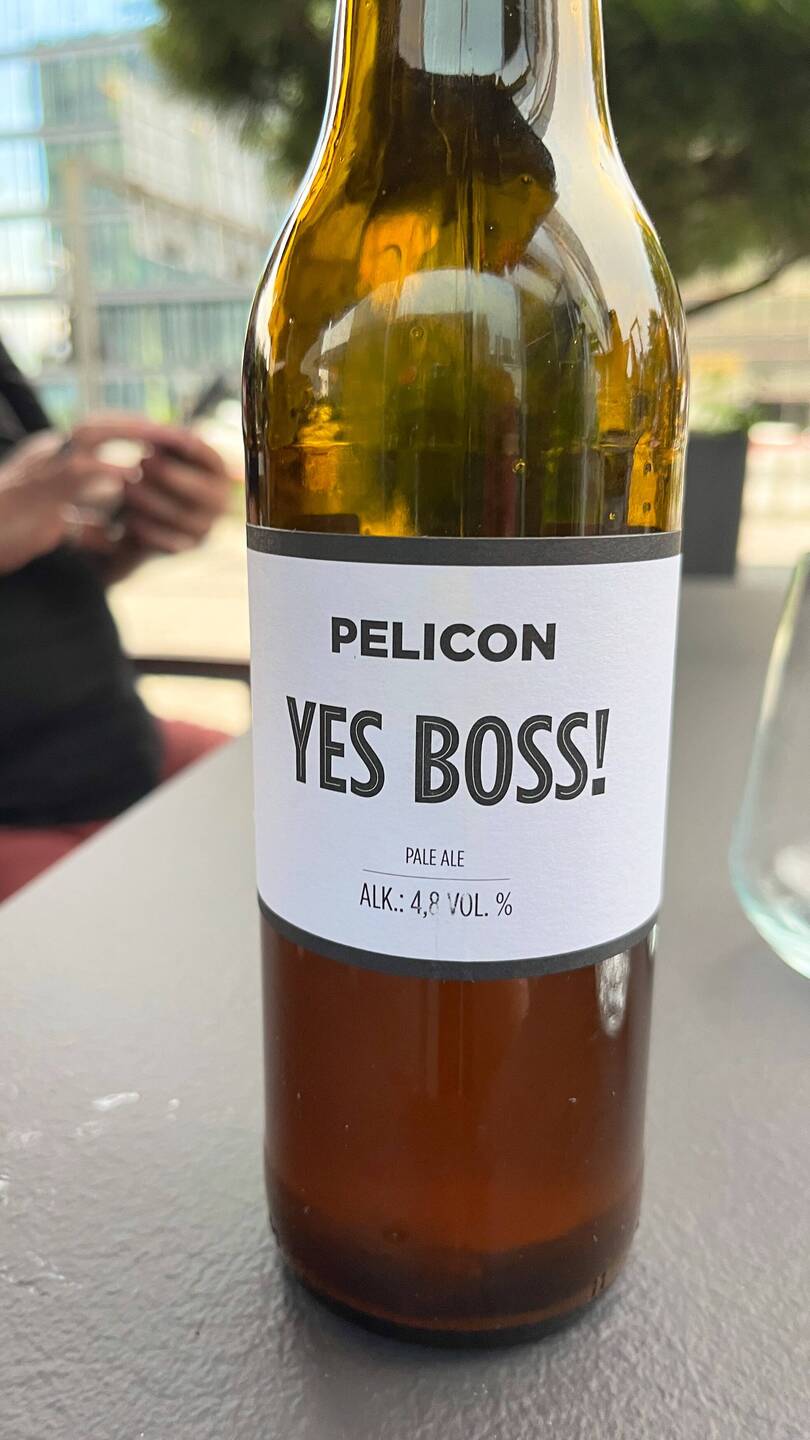 PELICON
YES BOSS!
PALE ALE
ALK.: 4,8 VOL. %